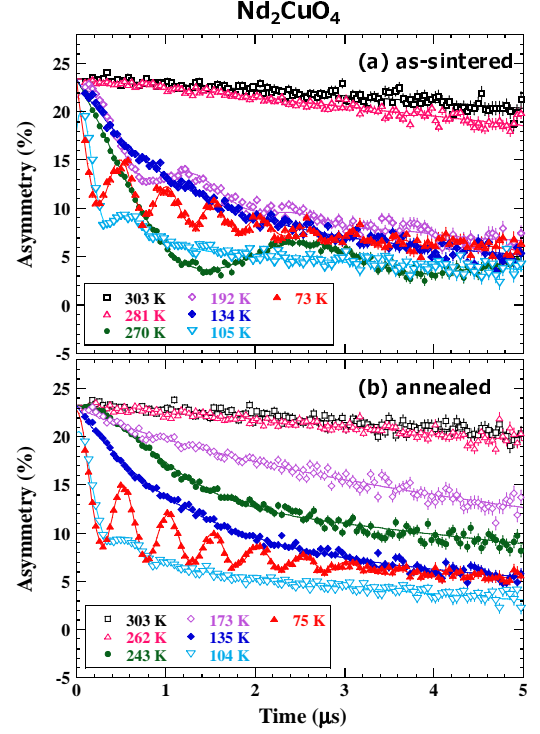 Nd₂CuO₄
(a) as-sintered
25
20
15
10
5
0
-5
Asymmetry (%)
303 K 192 K 73 K
281 K 134 K
270 K 105 K
(b) annealed
25
20
15
10
5
0
-5
Asymmetry (%)
303 K 173 K 75 K
262 K 135 K
243 K 104 K
0 1 2 3 4 5
Time (μs)